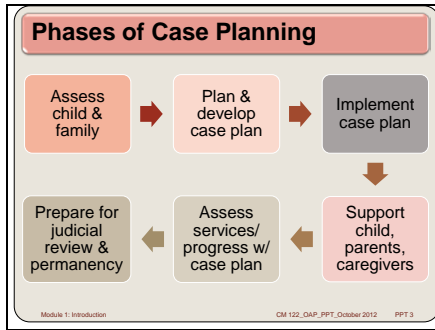 Phases of Case Planning
Assess
child &
family
Plan &
develop
case plan
Implement
case plan
Support
child,
parents,
caregivers
Assess
services/
progress w/
case plan
Prepare for
judicial
review &
permanency
Module 1: Introduction
CM 122_OAP_PPT_October 2012 PPT 3